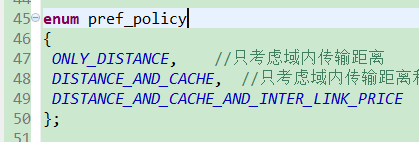 45 enum pref_policy
46 {
47 ONLY_DISTANCE, //只考虑域内传输距离
48 DISTANCE_AND_CACHE, //只考虑域内传输距离
49 DISTANCE_AND_CACHE_AND_INTER_LINK_PRICE
50 };
51